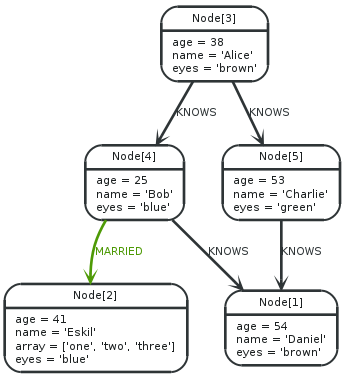 Node[3]
age = 38
name = 'Alice'
eyes = 'brown'
KNOWS
KNOWS
Node[4]
age = 25
name = 'Bob'
eyes = 'blue'
Node[5]
age = 53
name = 'Charlie'
eyes = 'green'
MARRIED
KNOWS
KNOWS
Node[2]
age = 41
name = 'Eskil'
array = ['one', 'two', 'three']
eyes = 'blue'
Node[1]
age = 54
name = 'Daniel'
eyes = 'brown'